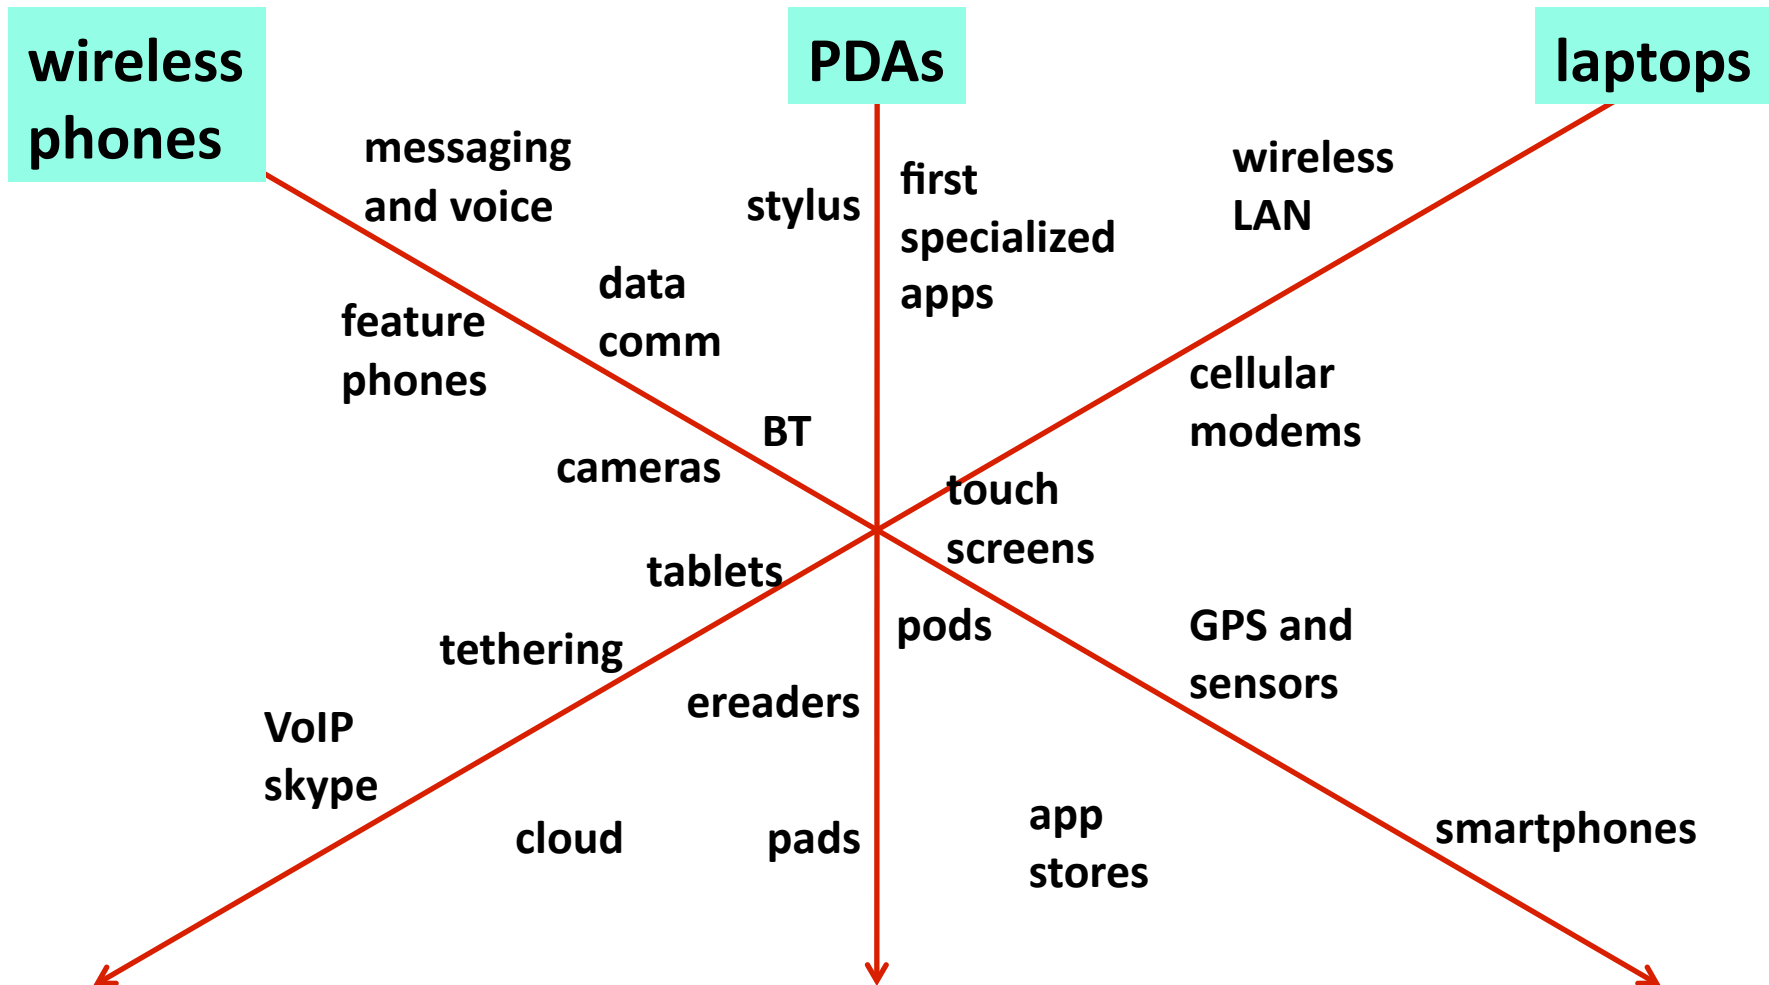 wireless
phones
PDAs
laptops
messaging
and voice
stylus
first
specialized
apps
wireless
LAN
data
comm
feature
phones
cellular
modems
BT
cameras
touch
screens
tablets
pods
GPS and
sensors
tethering
ereaders
VoIP
skype
cloud
pads
app
stores
smartphones